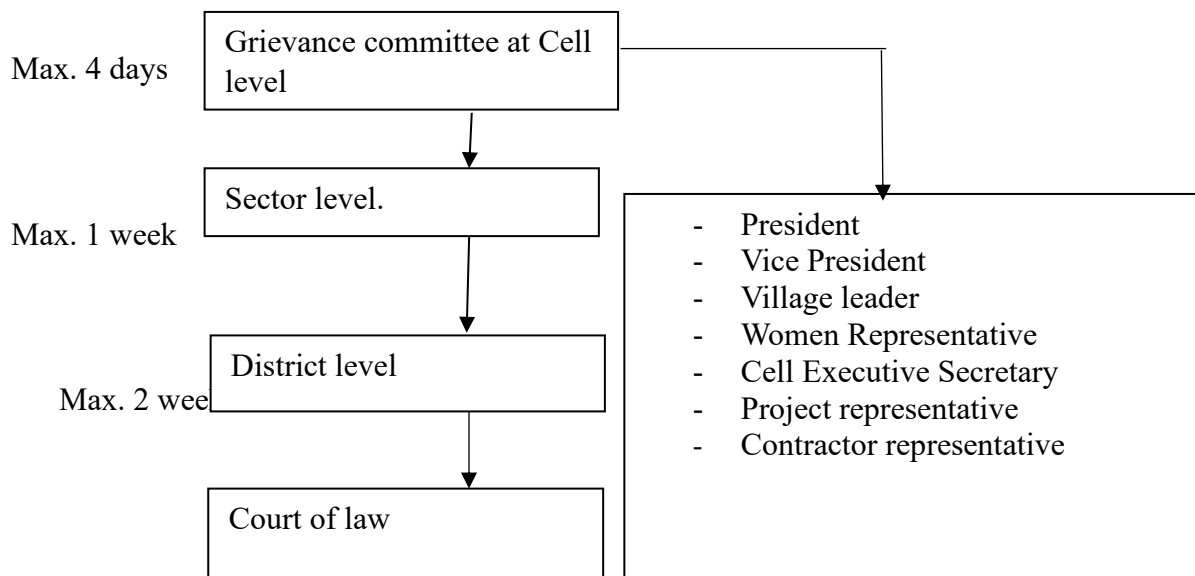 Grievance committee at Cell
level
Max. 4 days
Sector level.
Max. 1 week
District level
Max. 2 wee
Court of law
- President
- Vice President
- Village leader
- Women Representative
- Cell Executive Secretary
- Project representative
- Contractor representative